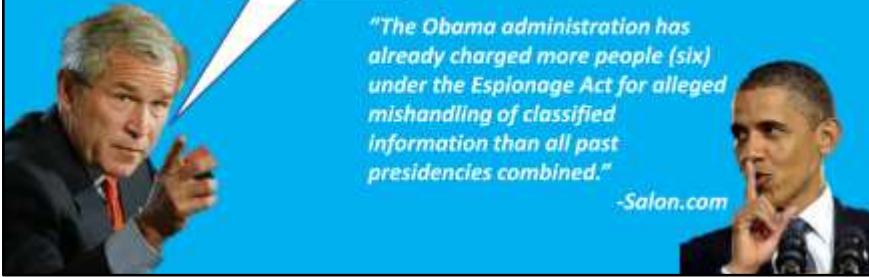 "The Obama administration has
already charged more people (six)
under the Espionage Act for alleged
mishandling of classified
information than all past
presidencies combined."
-Salon.com